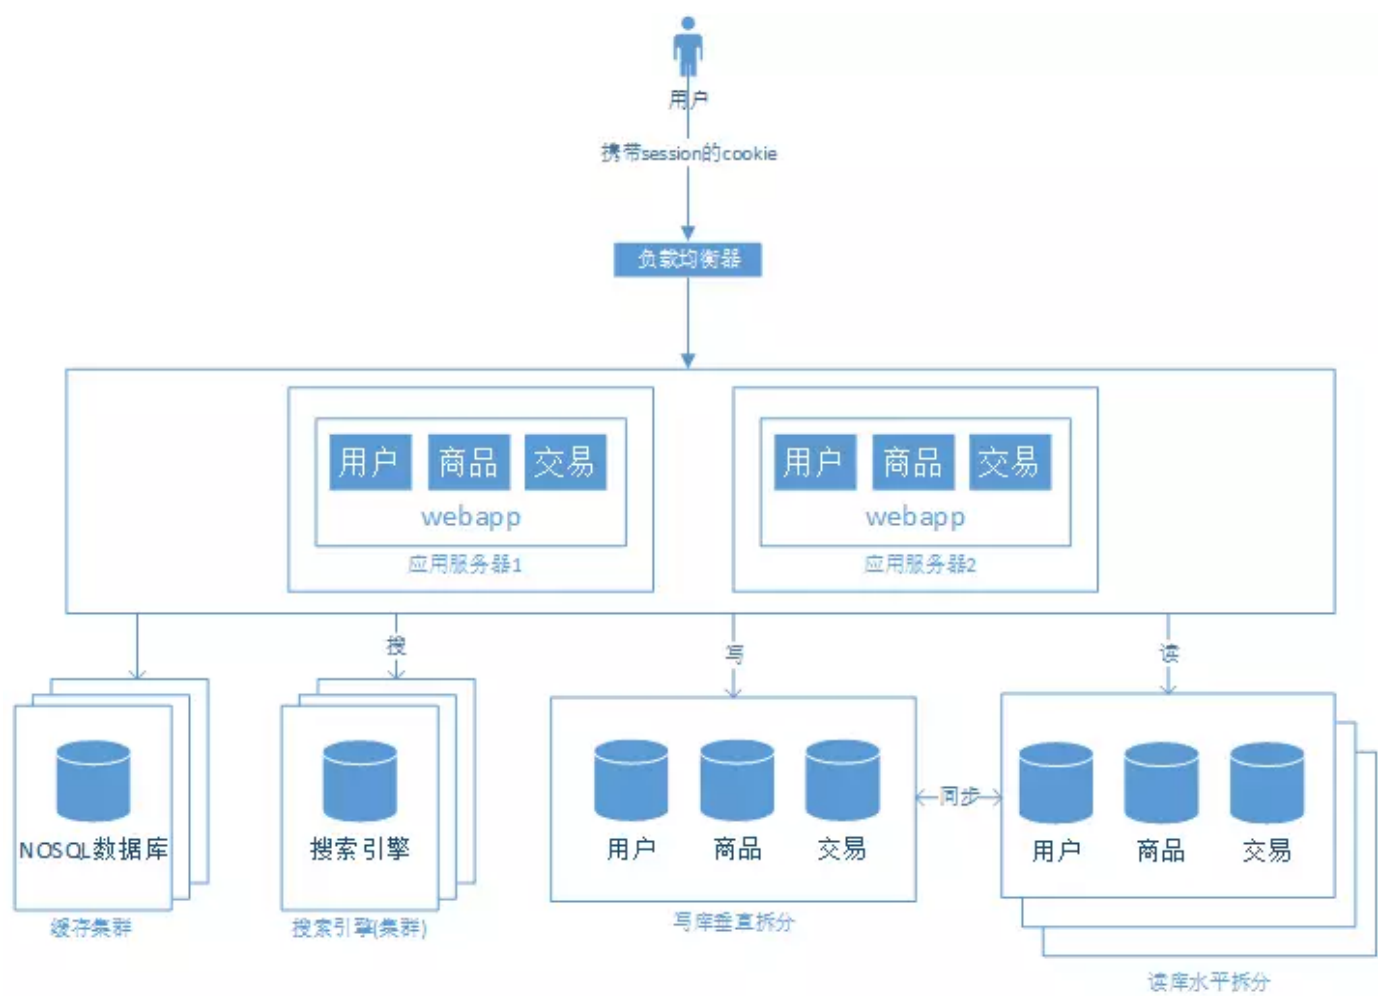 用户
携带session的cookie
负载均衡器
用户 商品 交易
webapp
应用服务器1
用户 商品 交易
webapp
应用服务器2
搜
写
读
NOSQL数据库
缓存集群
搜索引擎
搜索引擎(集群)
用户 商品 交易
写库垂直拆分
同步
用户 商品 交易
读库水平拆分